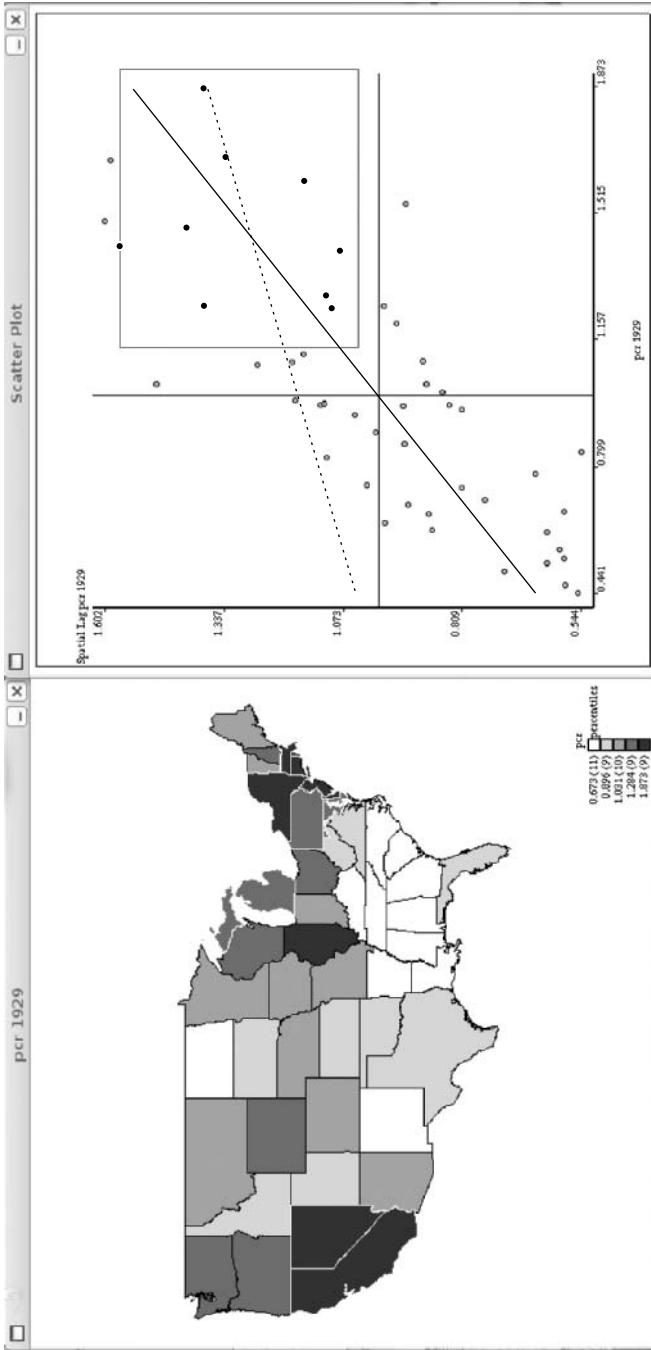 pcr 1929
pcr
percentiles
0.673 (11)
0.896 (9)
1.031 (10)
1.284 (9)
1.873 (9)
Scatter Plot
Spatial Lag pcr 1929
1.602
1.337
1.073
0.809
0.544
0.441
0.799
1.157
1.515
1.873
pcr 1929